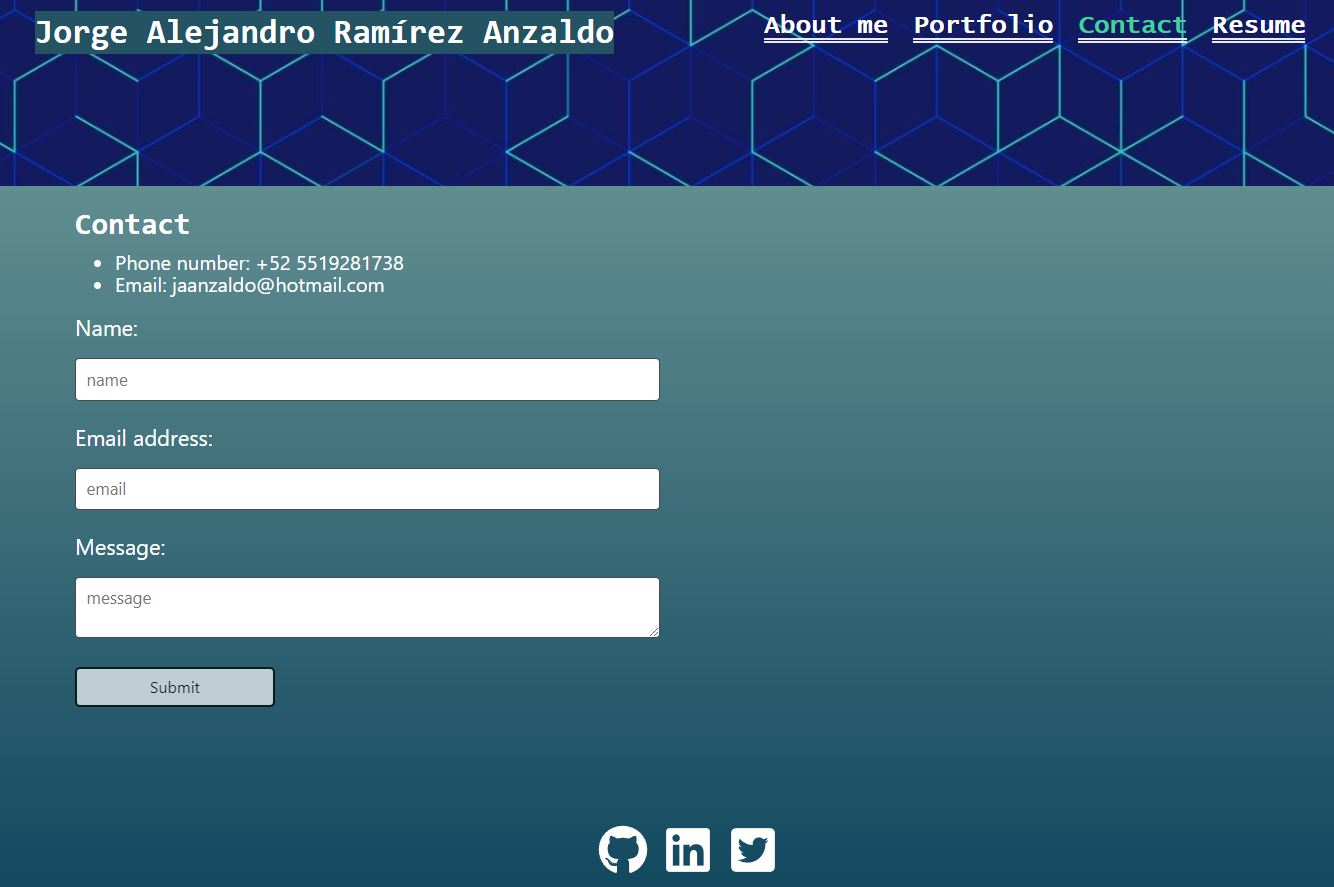 Jorge Alejandro Ramírez Anzaldo
About me Portfolio Contact Resume
Contact
Phone number: +52 5519281738
Email: jaanzaldo@hotmail.com
Name:
name
Email address:
email
Message:
message
Submit
in